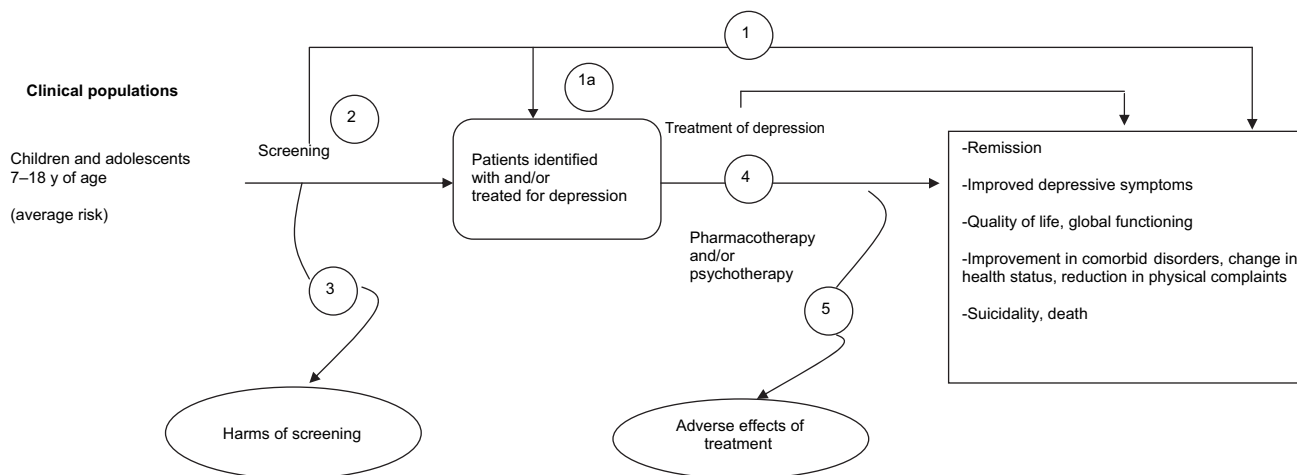 1
Clinical populations
1a
2
Treatment of depression
Screening
Children and adolescents
7–18 y of age
(average risk)
Patients identified
with and/or
treated for depression
4
-Remission
-Improved depressive symptoms
-Quality of life, global functioning
-Improvement in comorbid disorders, change in
health status, reduction in physical complaints
-Suicidality, death
Pharmacotherapy
and/or
psychotherapy
3
5
Harms of screening
Adverse effects of
treatment